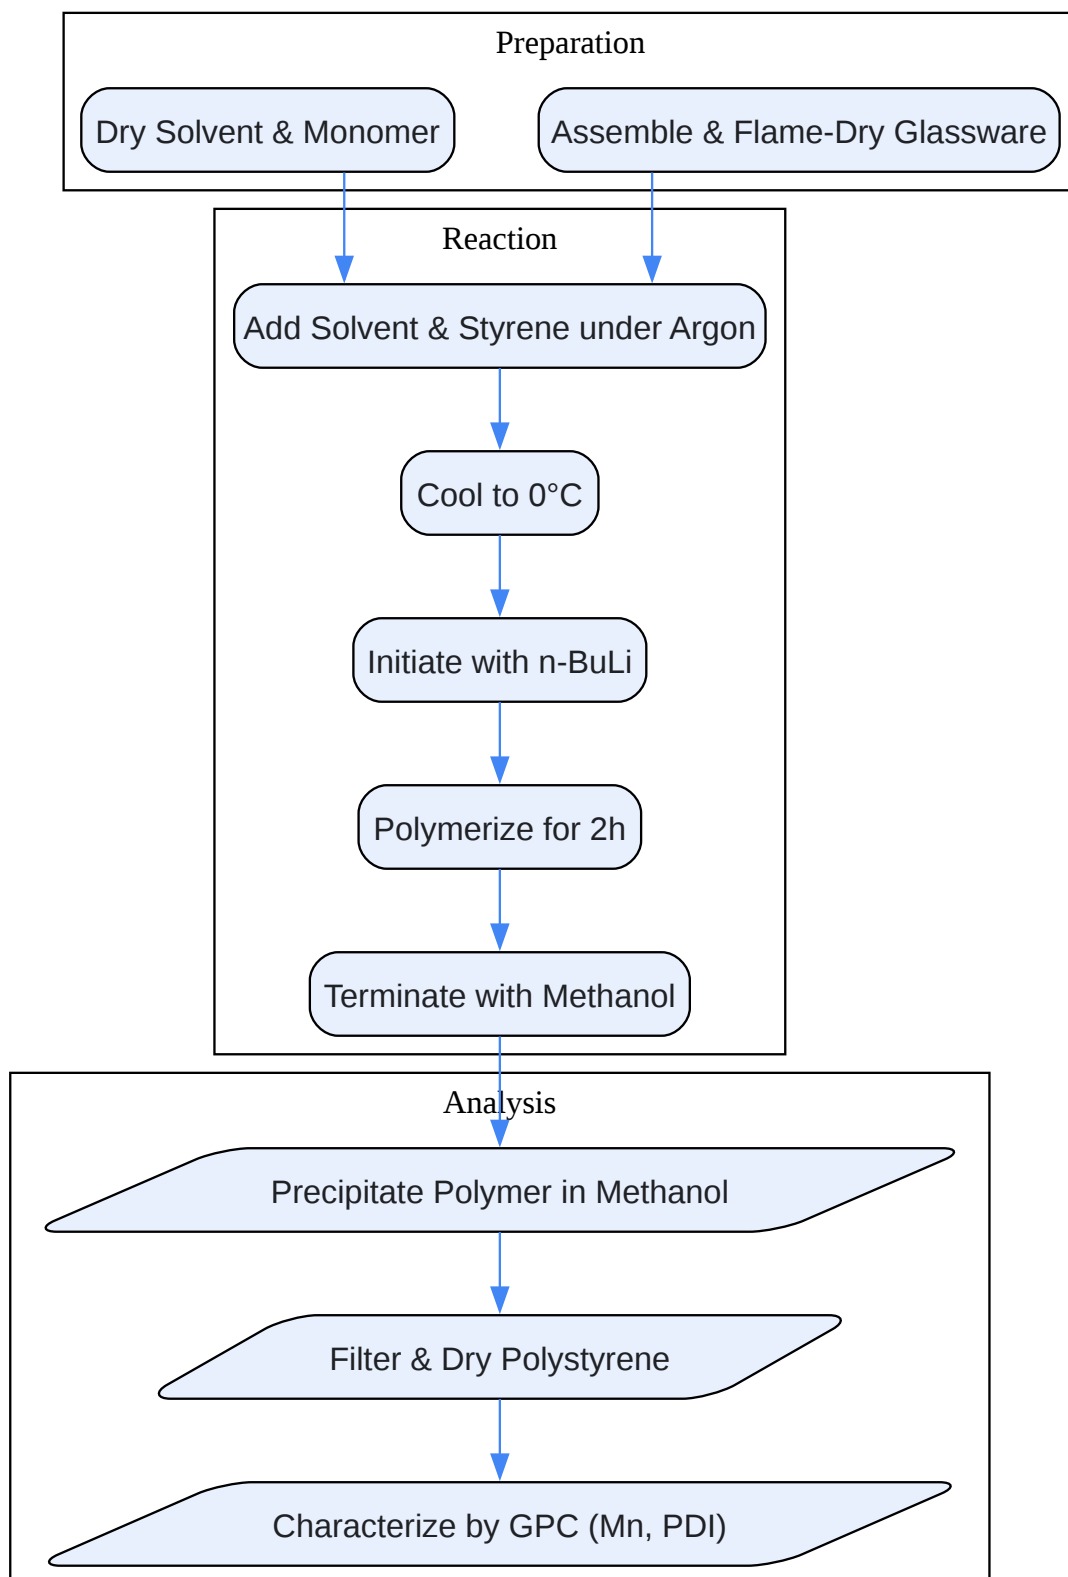 Preparation
Dry Solvent & Monomer
Assemble & Flame-Dry Glassware
Reaction
Add Solvent & Styrene under Argon
Cool to 0°C
Initiate with n-BuLi
Polymerize for 2h
Terminate with Methanol
Analysis
Precipitate Polymer in Methanol
Filter & Dry Polystyrene
Characterize by GPC (Mn, PDI)